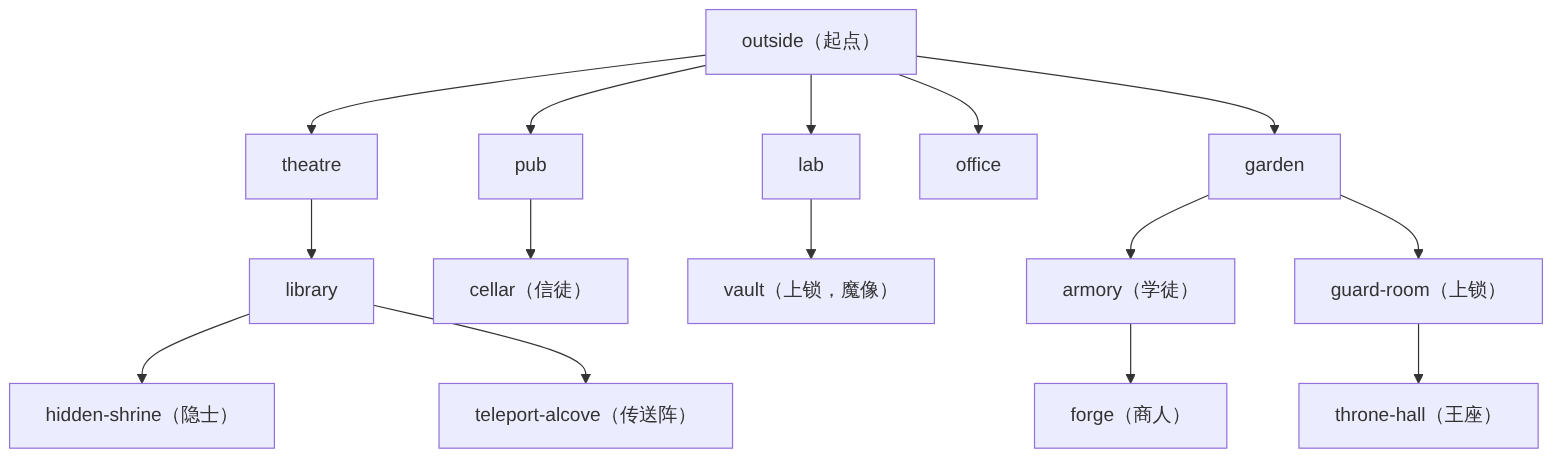 outside（起点）
theatre
pub
lab
office
garden
library
cellar（信徒）
vault（上锁，魔像）
armory（学徒）
guard-room（上锁）
hidden-shrine（隐士）
teleport-alcove（传送阵）
forge（商人）
throne-hall（王座）